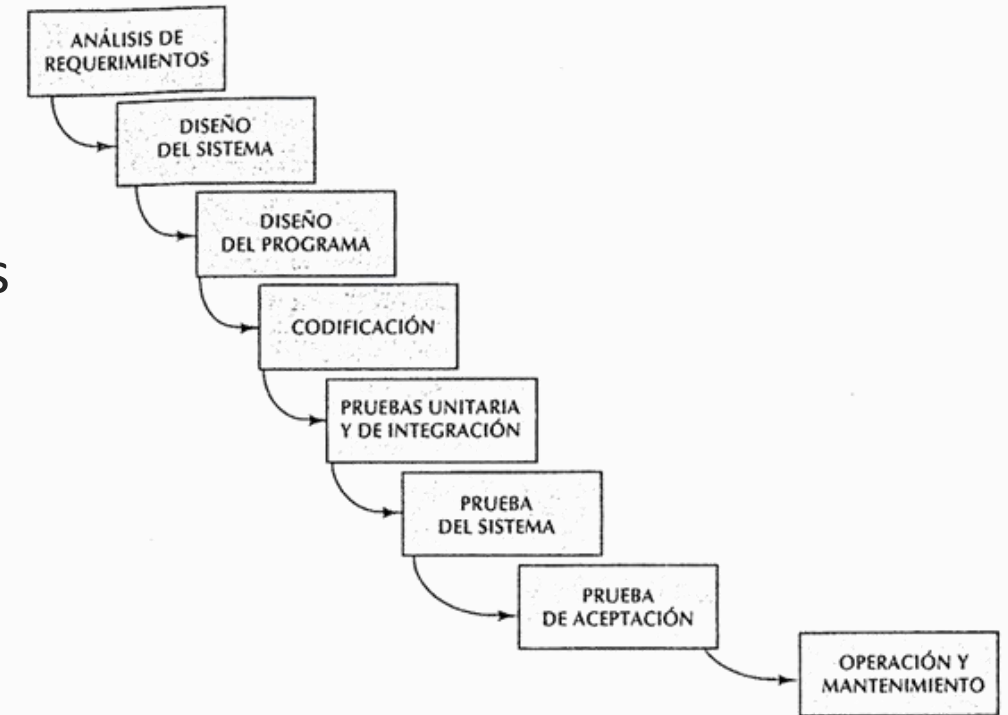 ANÁLISIS DE
REQUERIMIENTOS
DISEÑO
DEL SISTEMA
DISEÑO
DEL PROGRAMA
S
CODIFICACIÓN
PRUEBAS UNITARIA
Y DE INTEGRACIÓN
PRUEBA
DEL SISTEMA
PRUEBA
DE ACEPTACIÓN
OPERACIÓN Y
MANTENIMIENTO